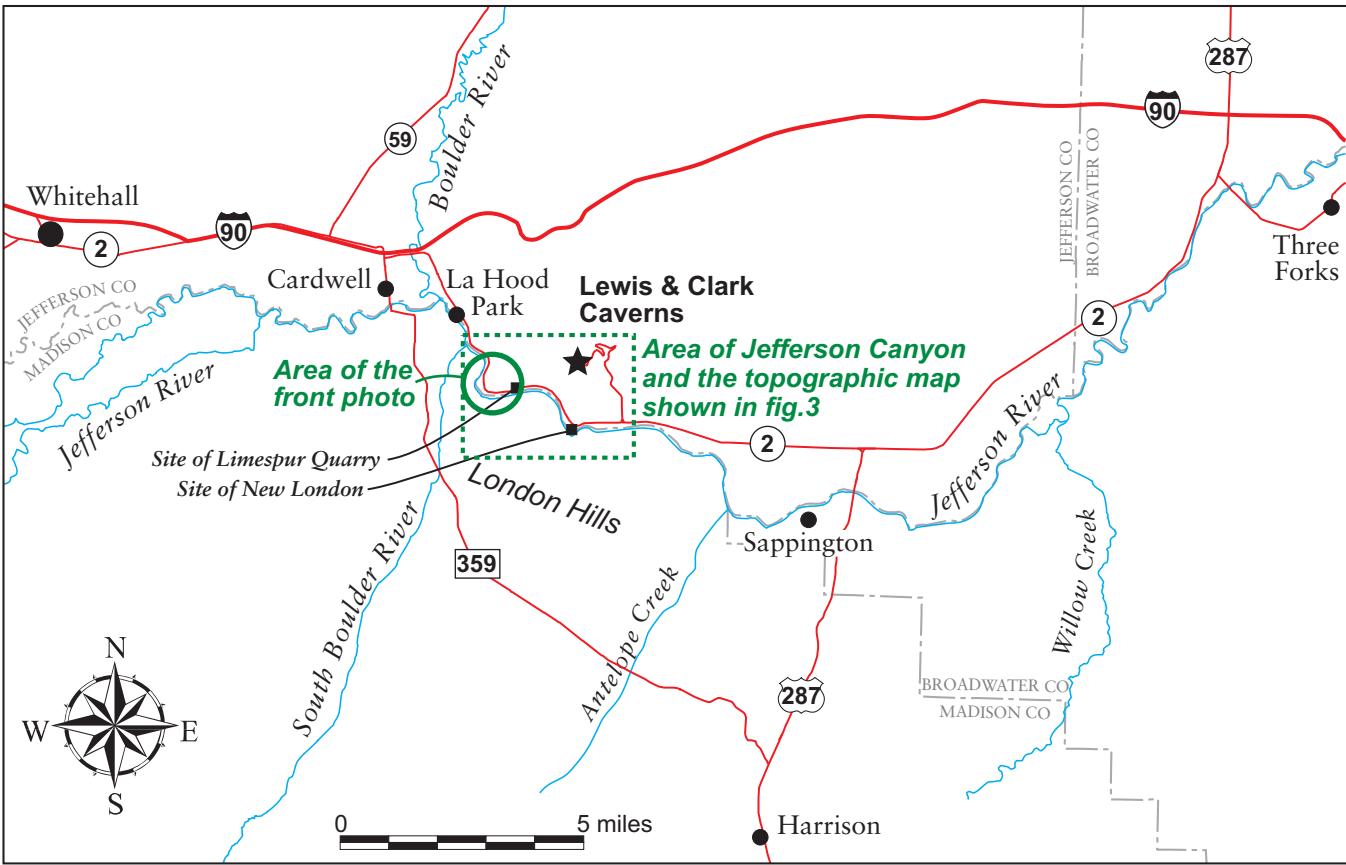 287
90
59
Boulder River
Whitehall
90
2
JEFFERSON CO
BROADWATER CO
Three
Forks
Cardwell
La Hood
Park
Lewis & Clark
Caverns
JEFFERSON CO
MADISON CO
2
Area of the
front photo
Area of Jefferson Canyon
and the topographic map
shown in fig.3
Jefferson River
Site of Limespur Quarry
Site of New London
2
Jefferson River
London Hills
Sappington
359
South Boulder River
Antelope Creek
Willow Creek
N
W
E
S
287
BROADWATER CO
MADISON CO
0
5 miles
Harrison